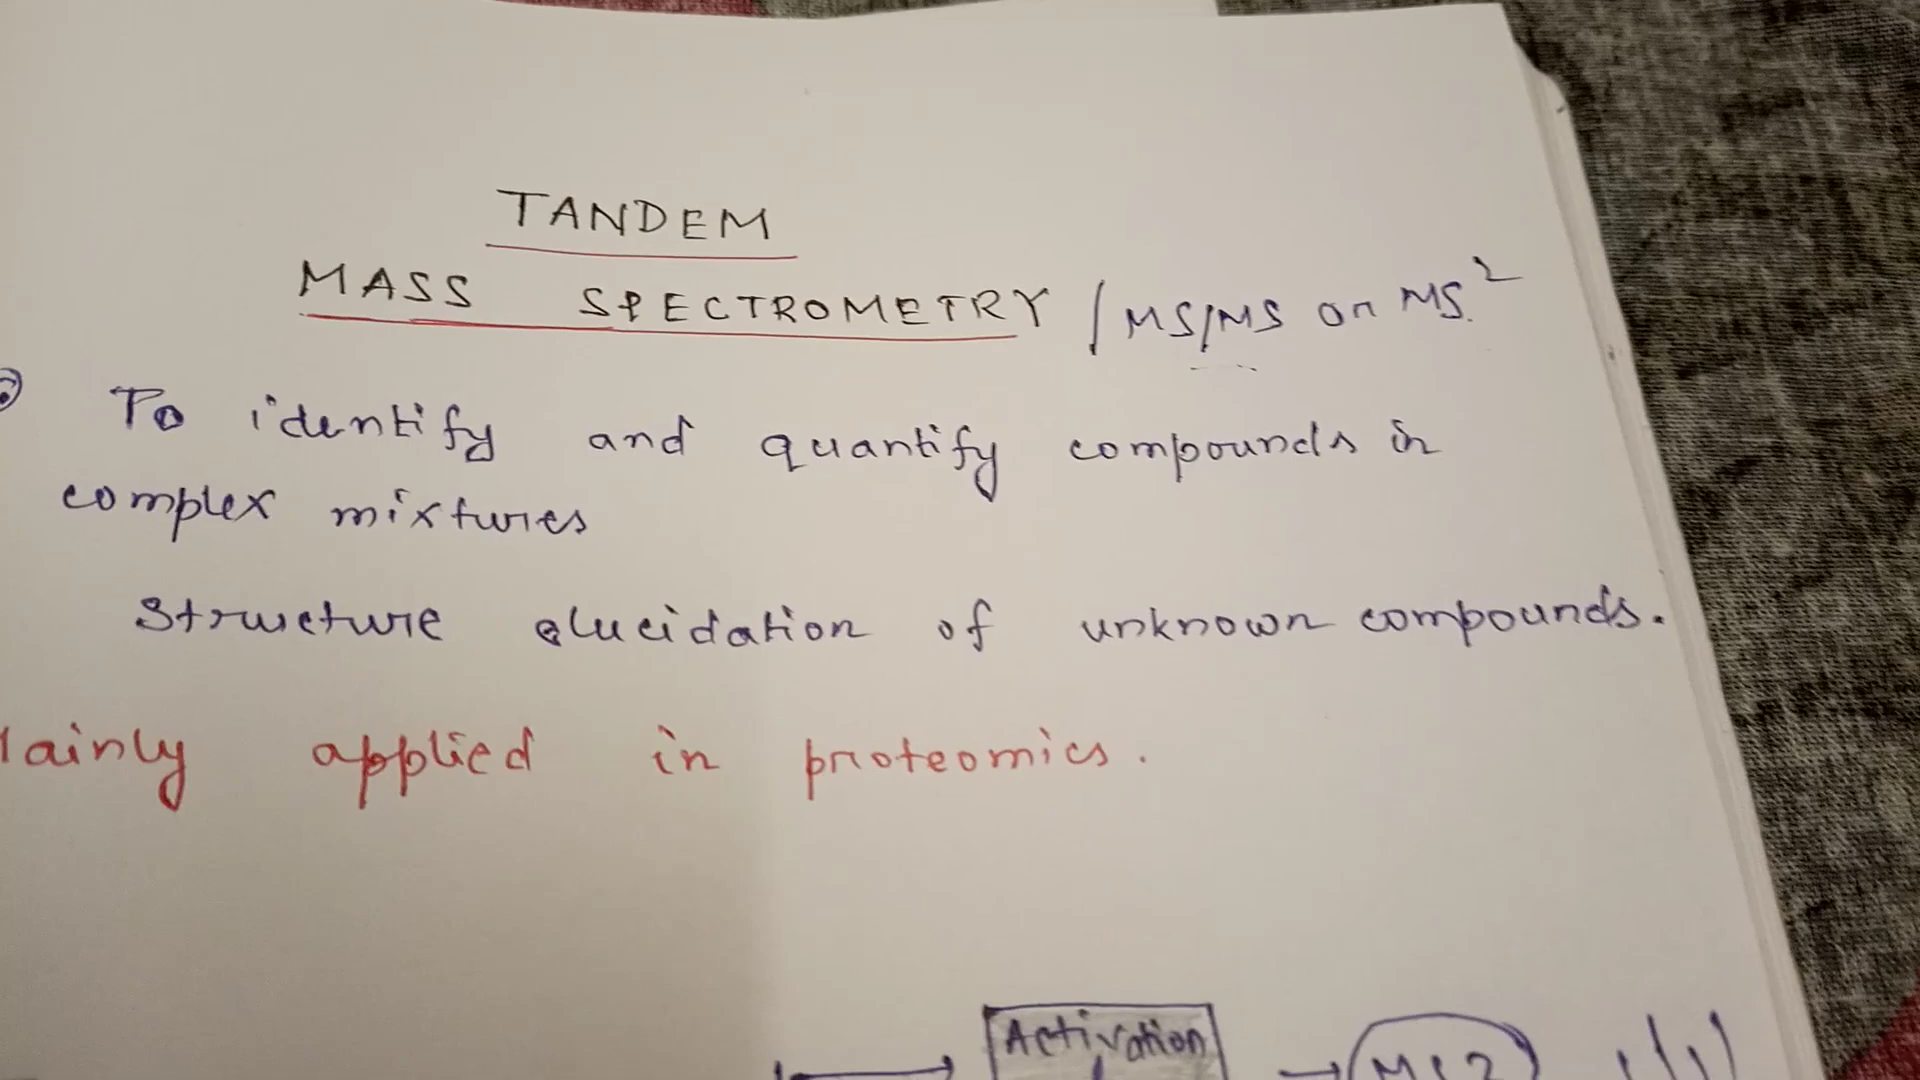 TANDEM
MASS SPECTROMETRY / MS/MS or MS²
To identify and quantify compounds in
complex mixtures
Structure elucidation of unknown compounds.
ainly applied in proteomics.
Activation
MS2